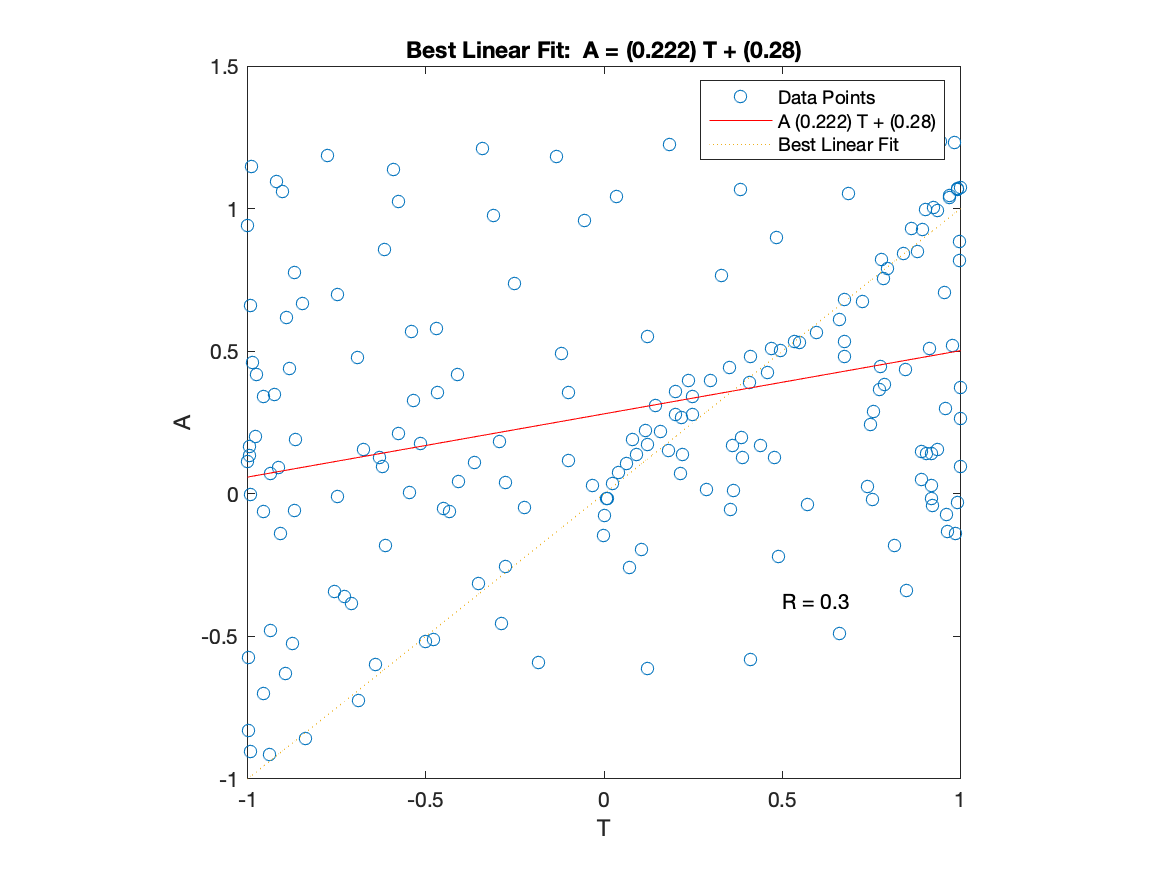 Best Linear Fit:  A = (0.222) T + (0.28)
1.5
1
0.5
0
-0.5
-1
A
Data Points
A (0.222) T + (0.28)
Best Linear Fit
R = 0.3
-1
-0.5
0
0.5
1
T